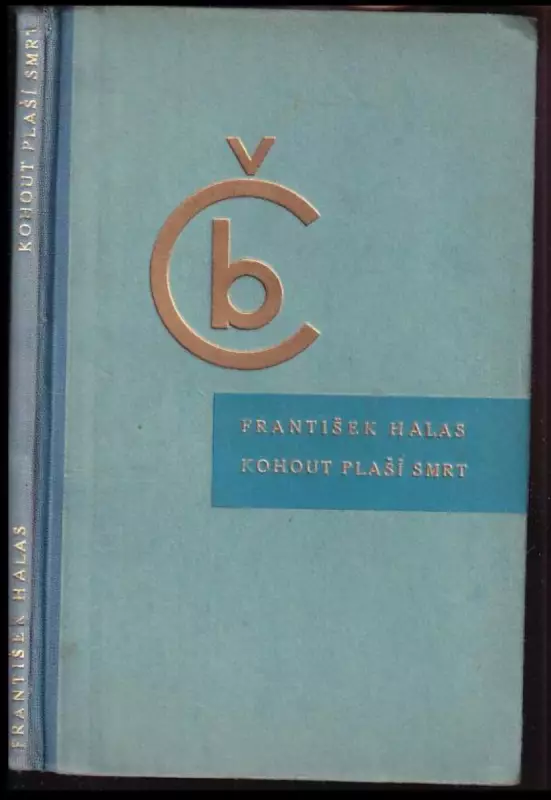 KOHOUT PLAŠÍ SMRT
FRANTIŠEK HALAS
Čb
FRANTIŠEK HALAS
KOHOUT PLAŠÍ SMRT